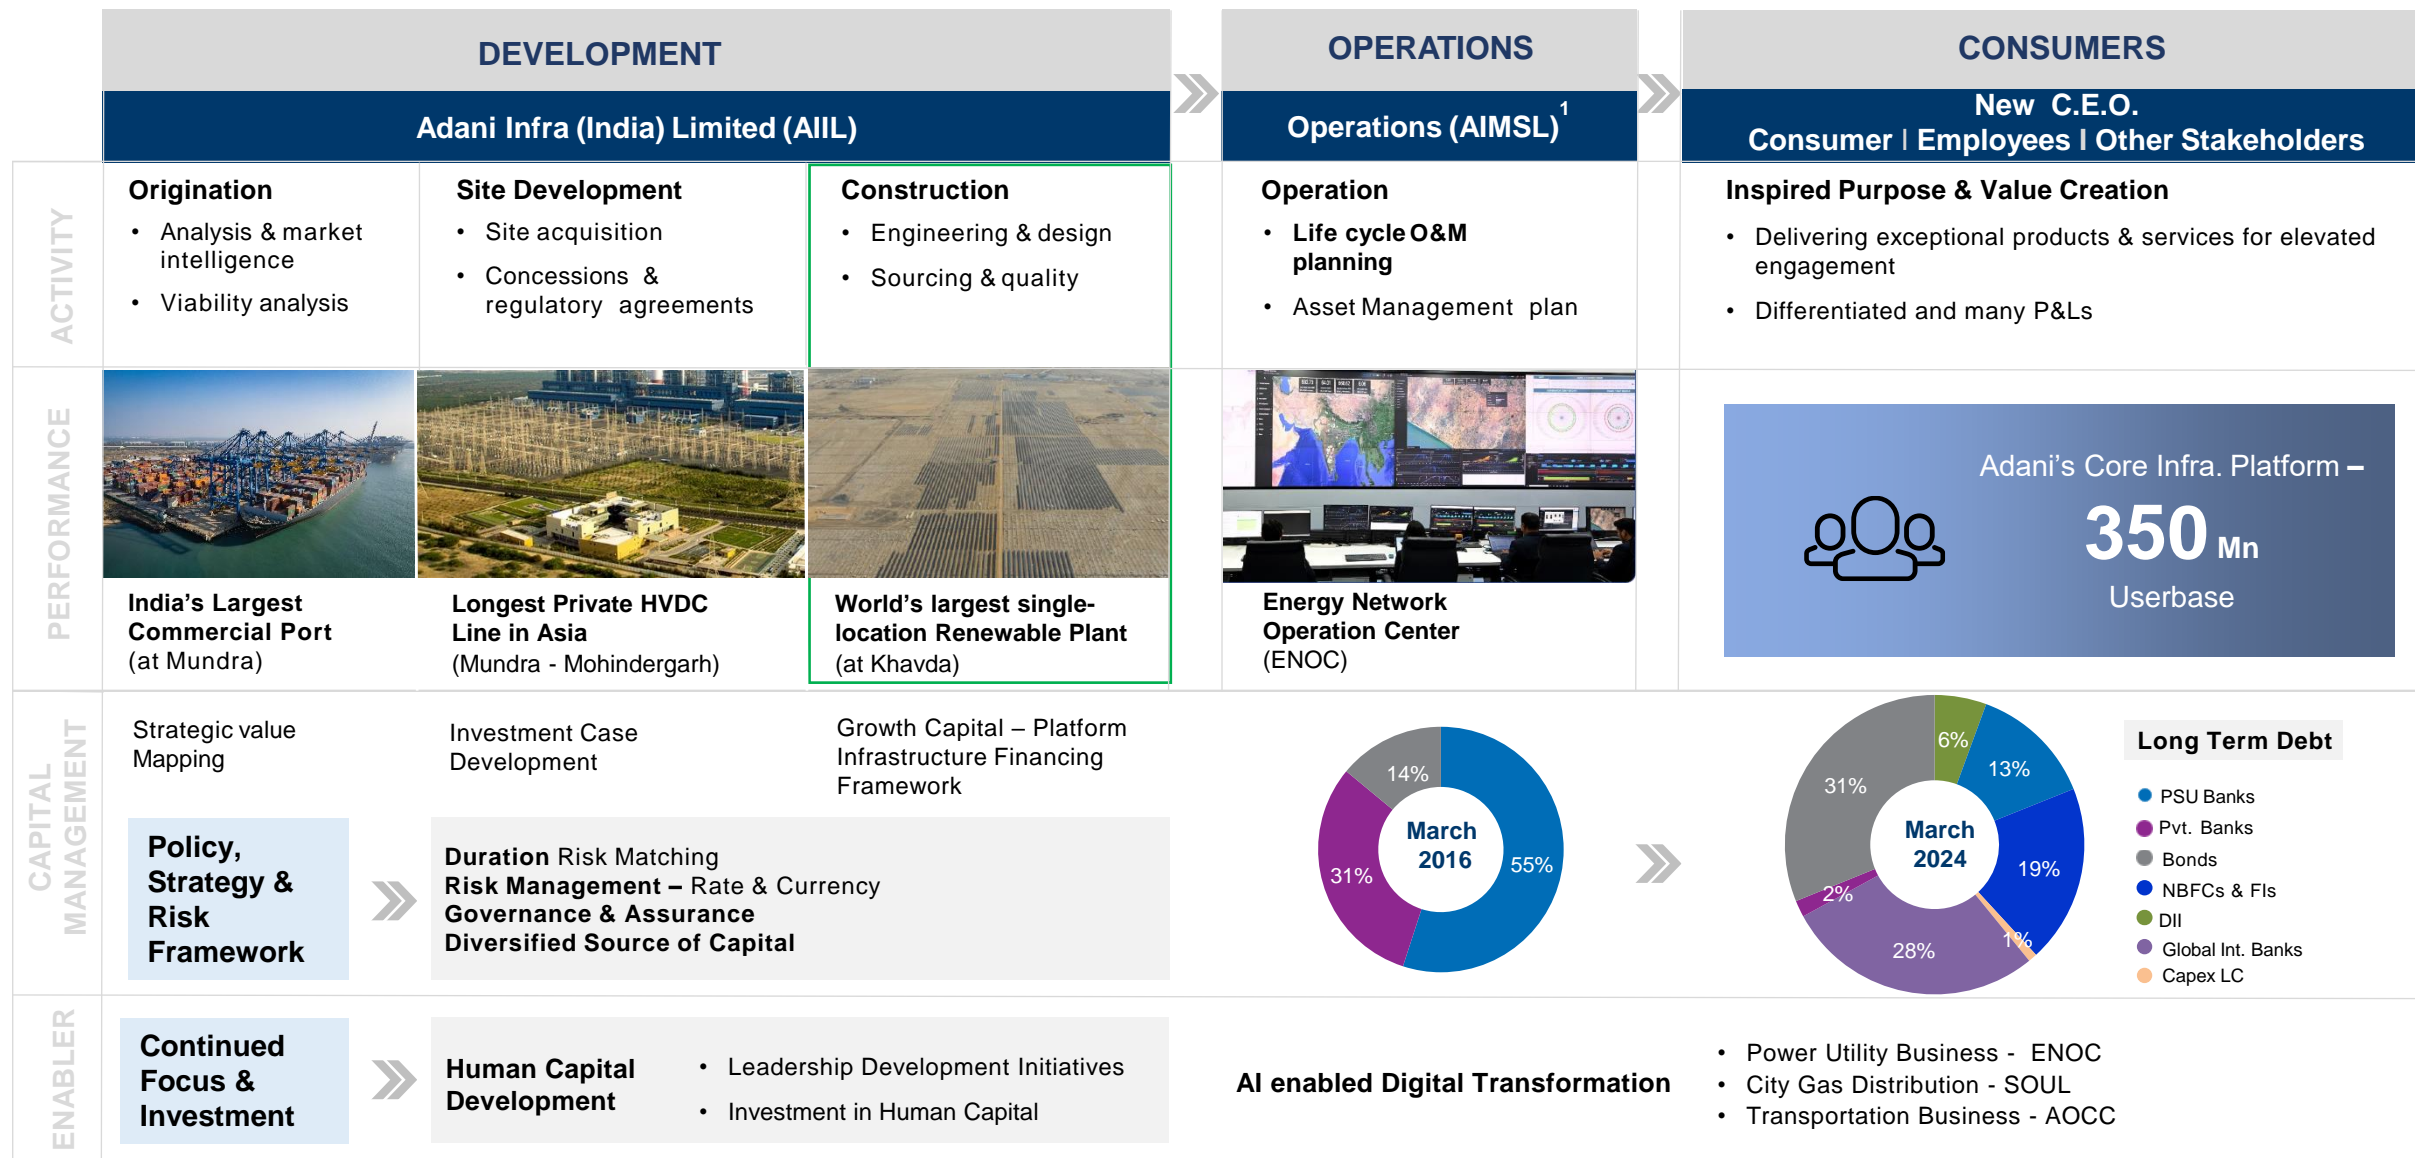 DEVELOPMENT
OPERATIONS
CONSUMERS
Adani Infra (India) Limited (AIIL)
Operations (AIMSL)1
New C.E.O.
Consumer I Employees I Other Stakeholders
ACTIVITY
Origination
• Analysis & market
intelligence
• Viability analysis
Site Development
• Site acquisition
• Concessions &
regulatory agreements
Construction
• Engineering & design
• Sourcing & quality
Operation
• Life cycle O&M
planning
• Asset Management plan
Inspired Purpose & Value Creation
• Delivering exceptional products & services for elevated
engagement
• Differentiated and many P&Ls
PERFORMANCE
India's Largest
Commercial Port
(at Mundra)
Longest Private HVDC
Line in Asia
(Mundra - Mohindergarh)
World's largest single-
location Renewable Plant
(at Khavda)
Energy Network
Operation Center
(ENOC)
Adani's Core Infra. Platform –
350 Mn
Userbase
CAPITAL
MANAGEMENT
Strategic value
Mapping
Investment Case
Development
Growth Capital – Platform
Infrastructure Financing
Framework
Policy,
Strategy &
Risk
Framework
Duration Risk Matching
Risk Management – Rate & Currency
Governance & Assurance
Diversified Source of Capital
14%
31%
55%
March
2016
6%
13%
31%
19%
2%
1%
28%
March
2024
Long Term Debt
PSU Banks
Pvt. Banks
Bonds
NBFCs & FIs
DII
Global Int. Banks
Capex LC
ENABLER
Continued
Focus &
Investment
Human Capital
Development
• Leadership Development Initiatives
• Investment in Human Capital
AI enabled Digital Transformation
• Power Utility Business - ENOC
• City Gas Distribution - SOUL
• Transportation Business - AOCC